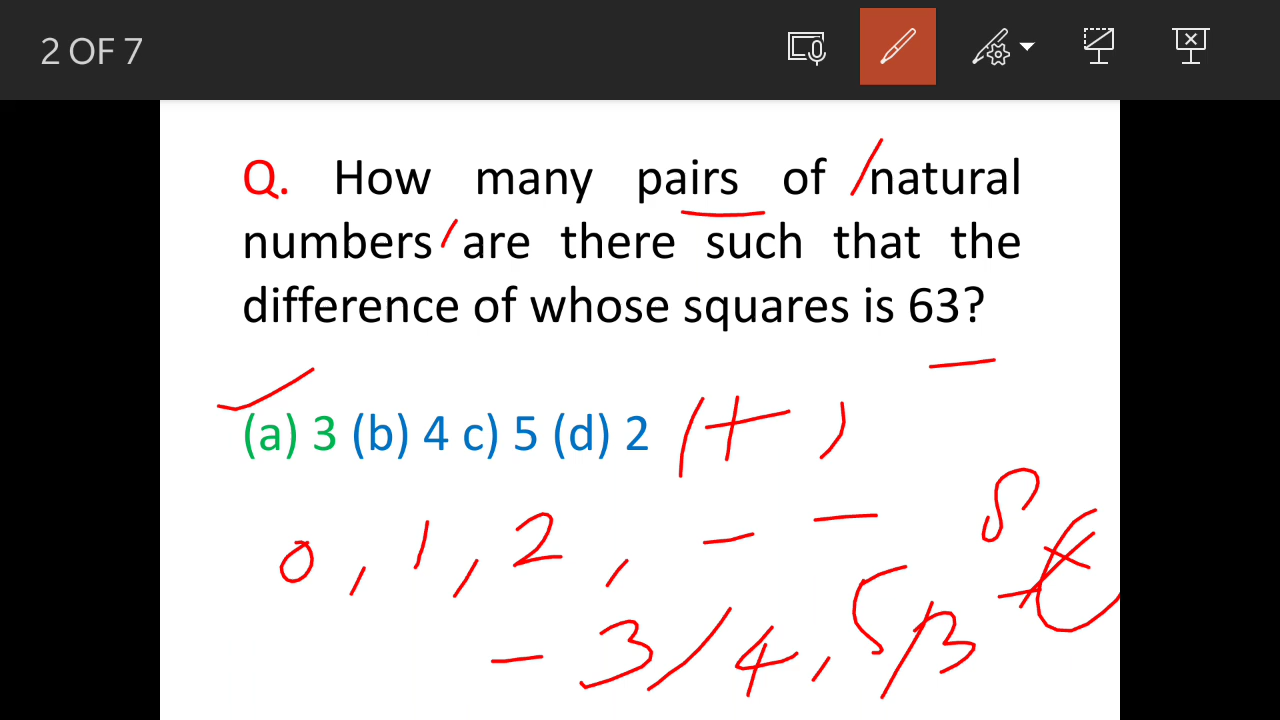 2 OF 7
Q. How many pairs of natural
numbers are there such that the
difference of whose squares is 63?
(a) 3 (b) 4 c) 5 (d) 2 (+ )
0, 1, 2, - -
- 3/4, 5/3